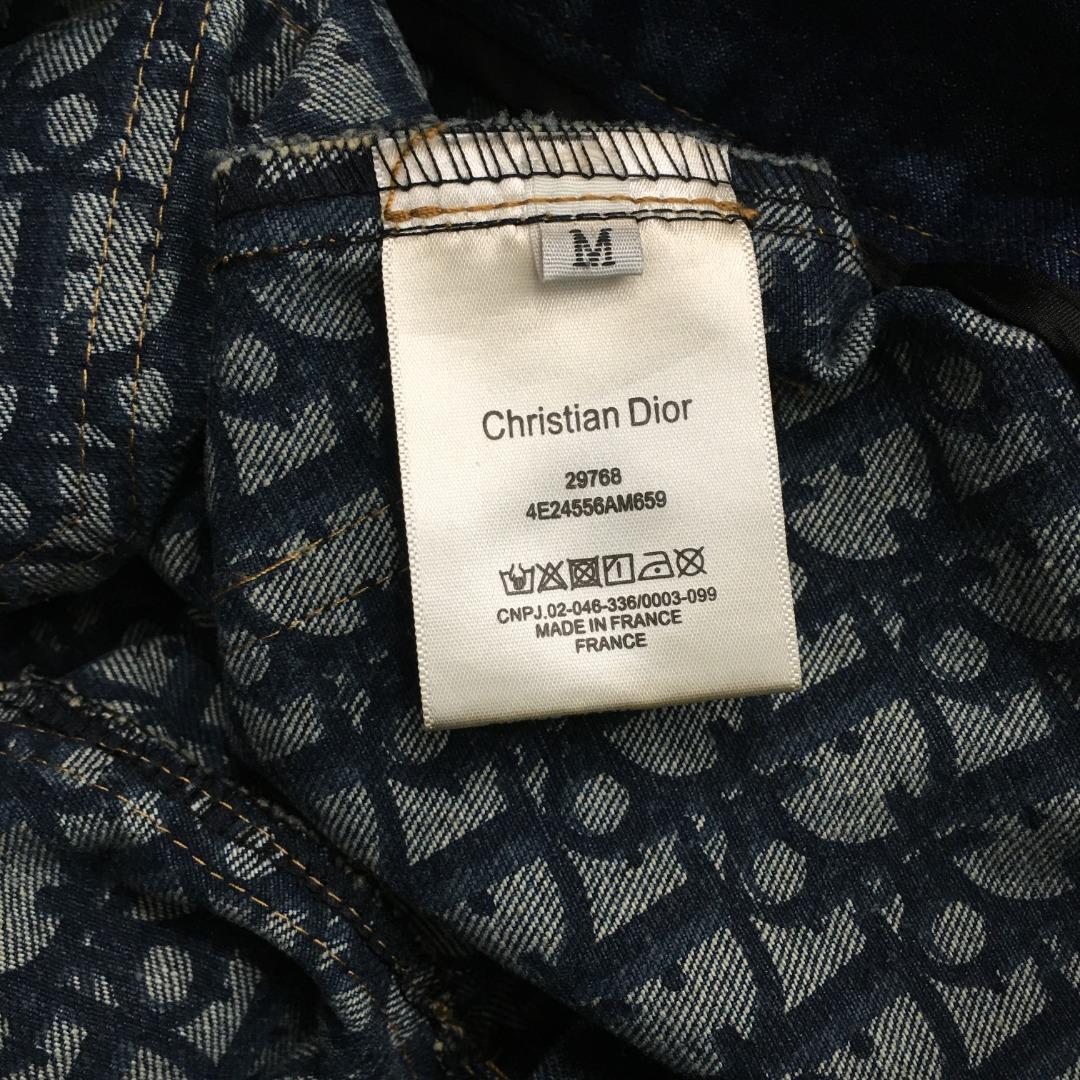 M
Christian Dior
29768
4E24556AM659
CNPJ.02-046-336/0003-099
MADE IN FRANCE
FRANCE